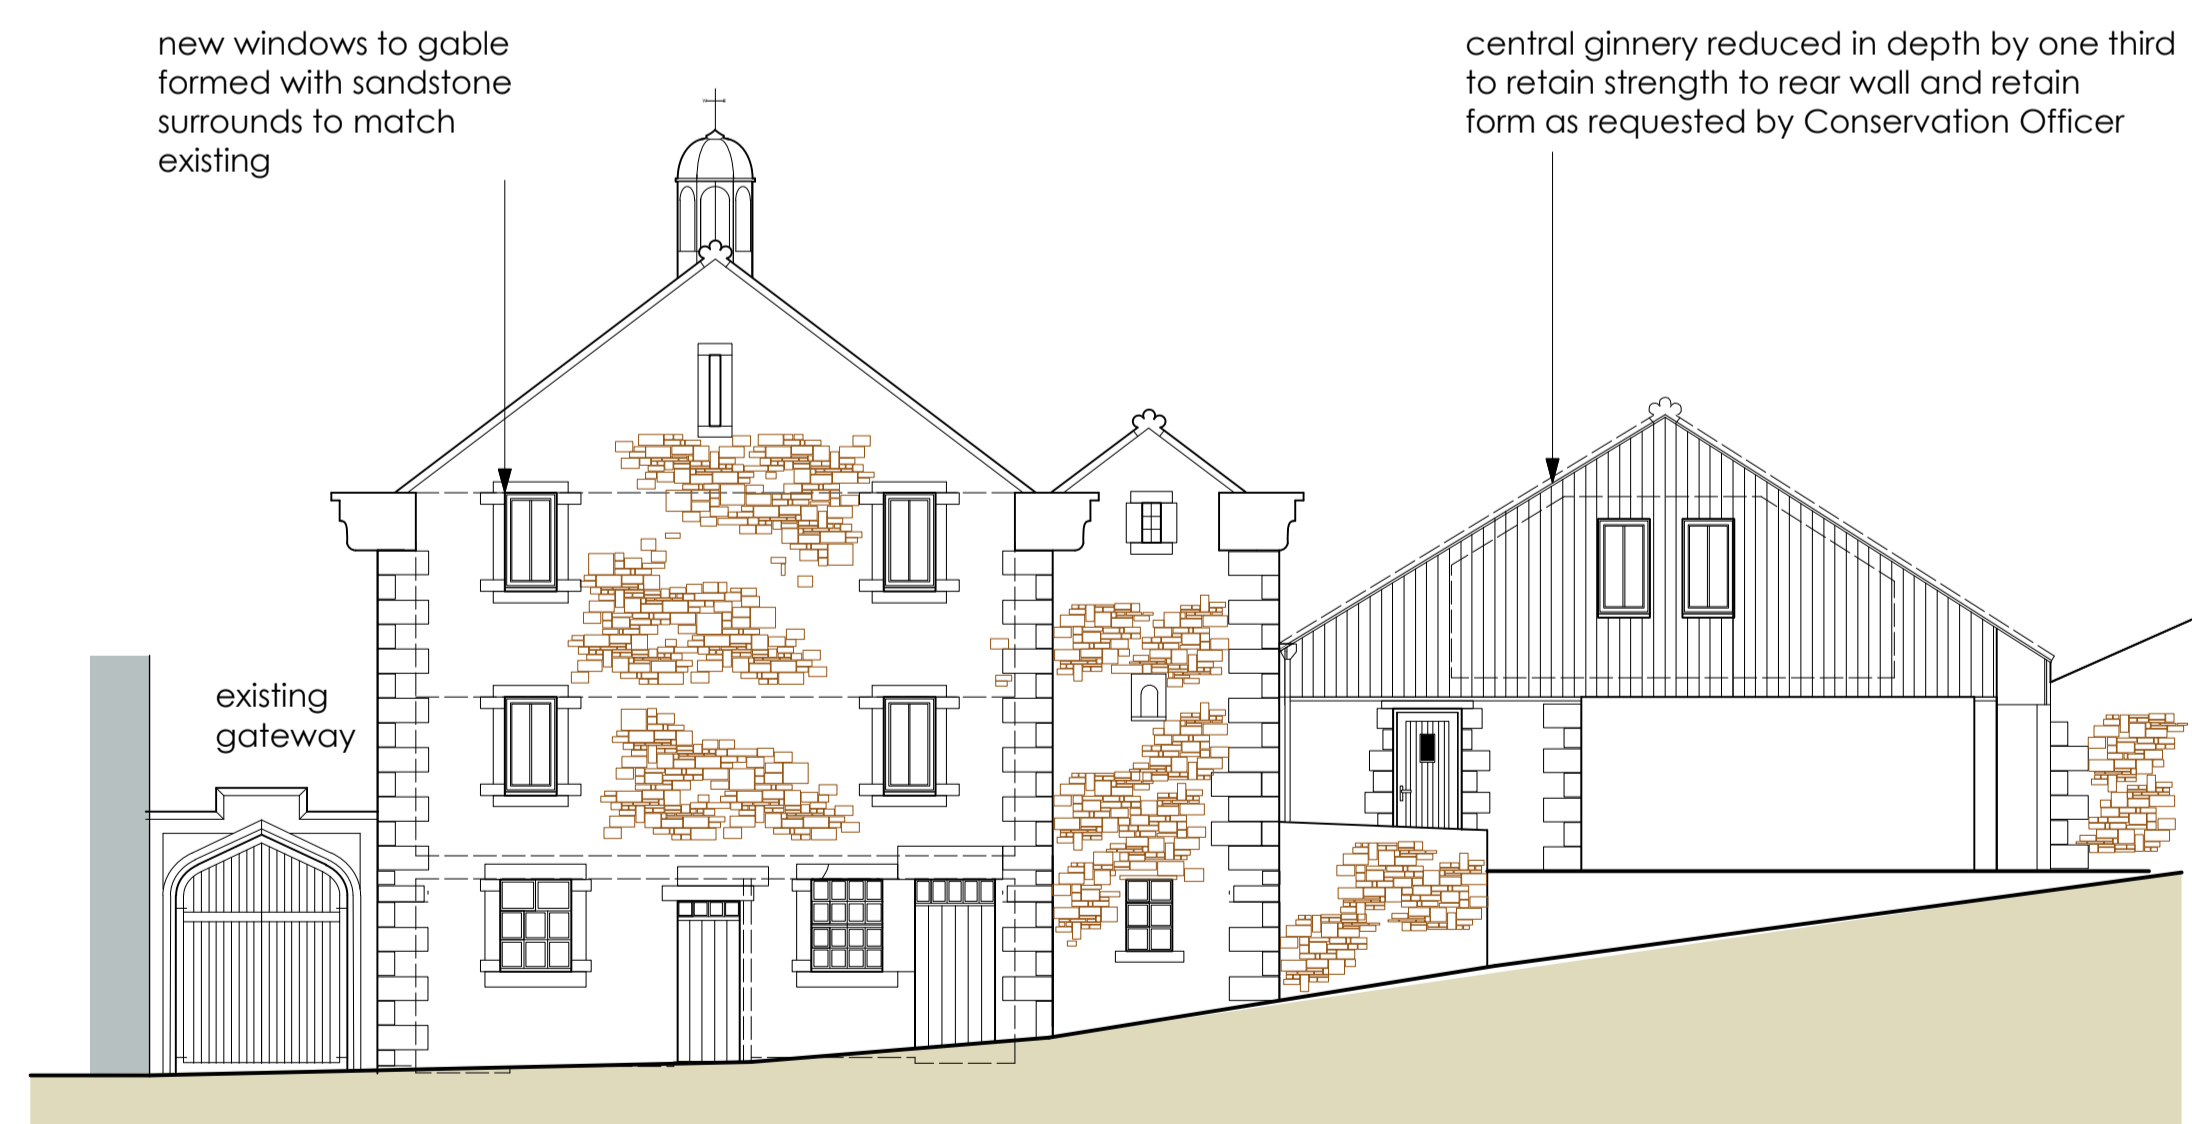 new windows to gable
formed with sandstone
surrounds to match
existing
central ginnery reduced in depth by one third
to retain strength to rear wall and retain
form as requested by Conservation Officer
existing
gateway